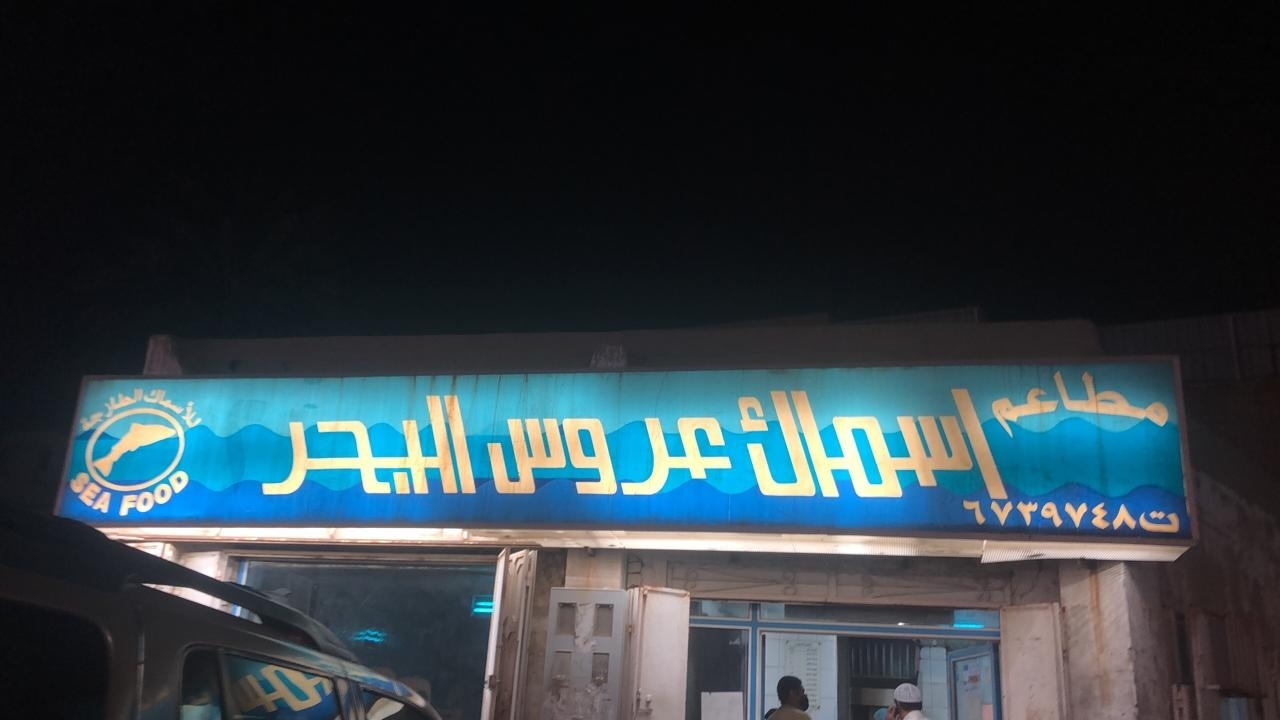 مطاعم
اسماك عروس البحر
ت ٦٧٣٩٧٤٨
للأسماك الطازجة
SEA FOOD